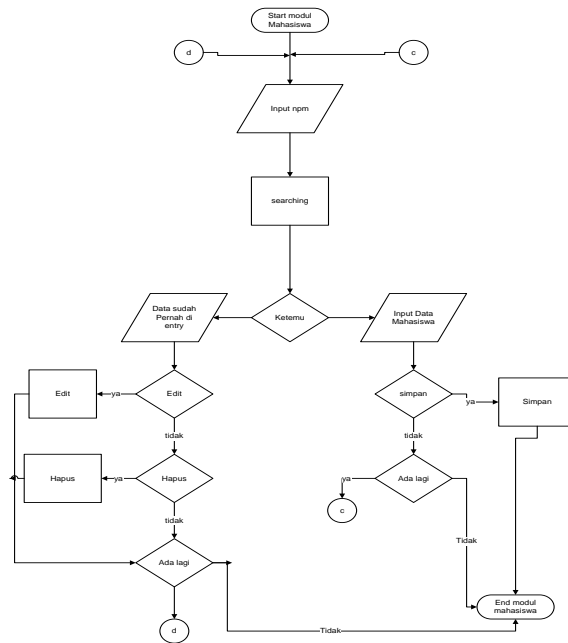 Start modul
Mahasiswa
d
c
Input npm
searching
Data sudah
Pernah di
entry
Ketemu
Input Data
Mahasiswa
Edit
ya
Edit
simpan
ya
Simpan
tidak
tidak
Hapus
ya
Hapus
Ada lagi
ya
c
tidak
Tidak
Ada lagi
End modul
mahasiswa
d
Tidak